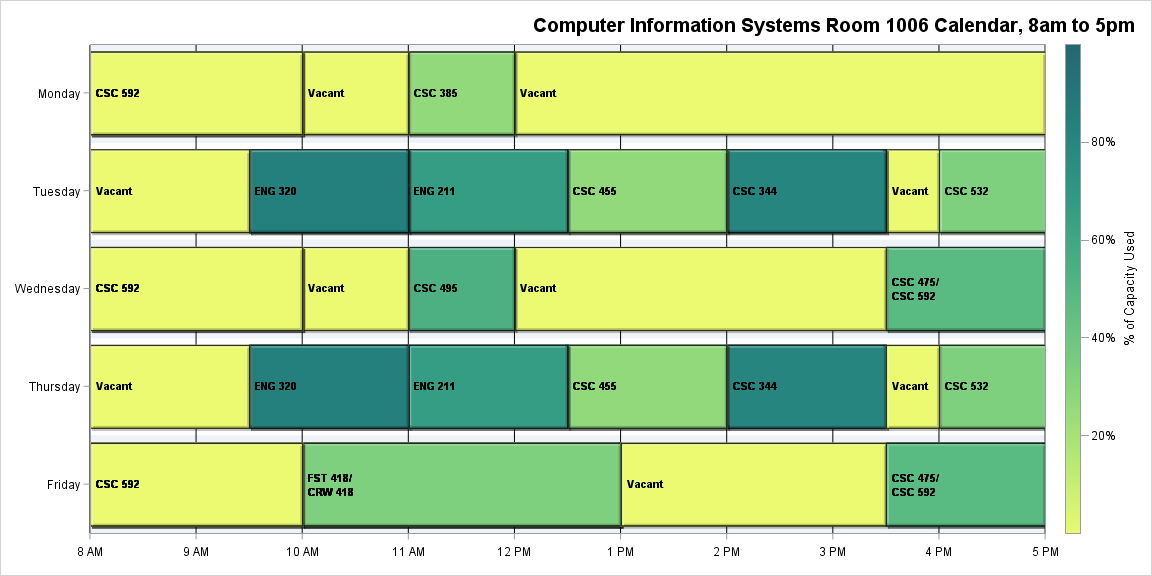 Computer Information Systems Room 1006 Calendar, 8am to 5pm
Monday
CSC 592
Vacant
CSC 385
Vacant
Tuesday
Vacant
ENG 320
ENG 211
CSC 455
CSC 344
Vacant
CSC 532
Wednesday
CSC 592
Vacant
CSC 495
Vacant
CSC 475/
CSC 592
Thursday
Vacant
ENG 320
ENG 211
CSC 455
CSC 344
Vacant
CSC 532
Friday
CSC 592
FST 418/
CRW 418
Vacant
CSC 475/
CSC 592
8 AM
9 AM
10 AM
11 AM
12 PM
1 PM
2 PM
3 PM
4 PM
5 PM
80%
60%
40%
20%
% of Capacity Used